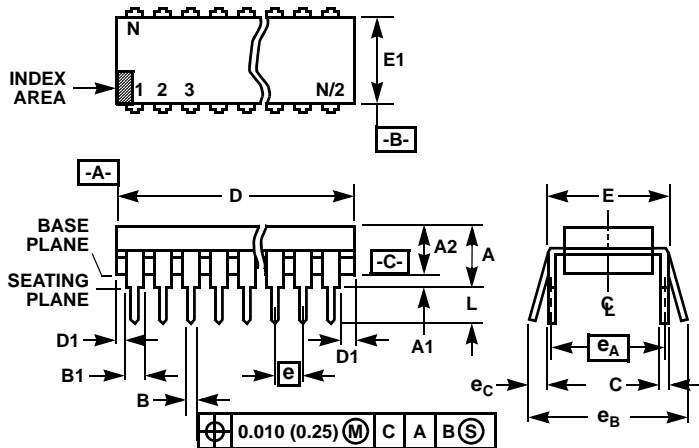 N
E1
INDEX
AREA
1 2 3 N/2
-B-
-A-
D
E
BASE
PLANE
A2
A
-C-
SEATING
PLANE
L
C L
D1
A1
D1
eA
B1
e
eC
C
B
eB
0.010 (0.25) M C A B S